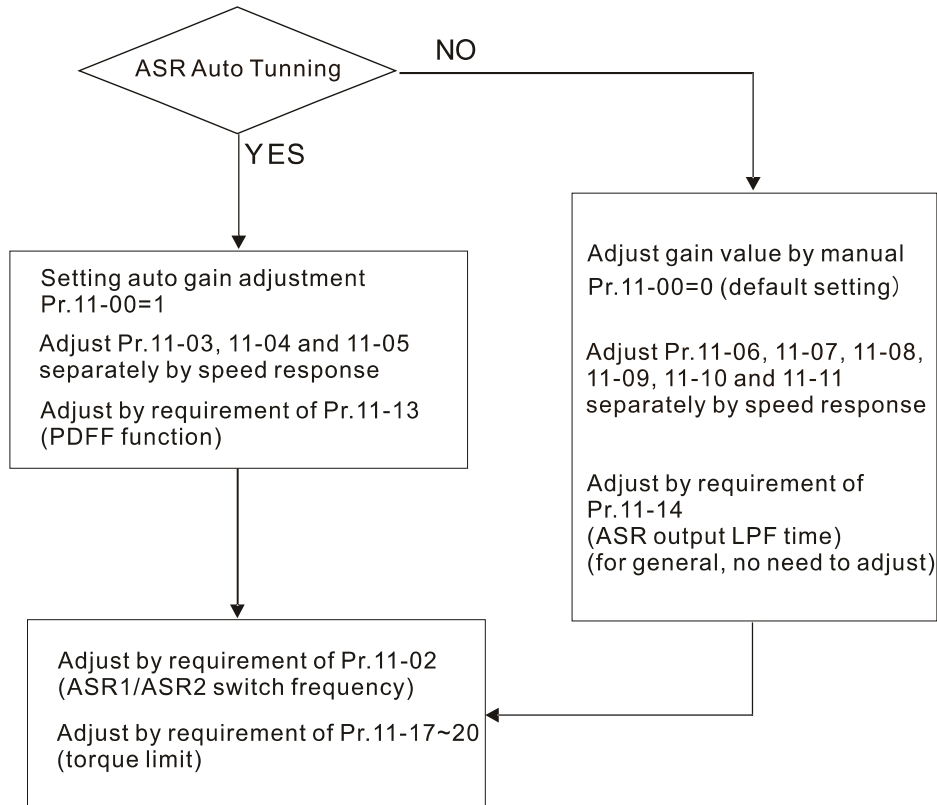 ASR Auto Tunning
NO
YES
Setting auto gain adjustment
Pr.11-00=1
Adjust Pr.11-03, 11-04 and 11-05
separately by speed response
Adjust by requirement of Pr.11-13
(PDFF function)
Adjust gain value by manual
Pr.11-00=0 (default setting)
Adjust Pr.11-06, 11-07, 11-08,
11-09, 11-10 and 11-11
separately by speed response
Adjust by requirement of
Pr.11-14
(ASR output LPF time)
(for general, no need to adjust)
Adjust by requirement of Pr.11-02
(ASR1/ASR2 switch frequency)
Adjust by requirement of Pr.11-17~20
(torque limit)